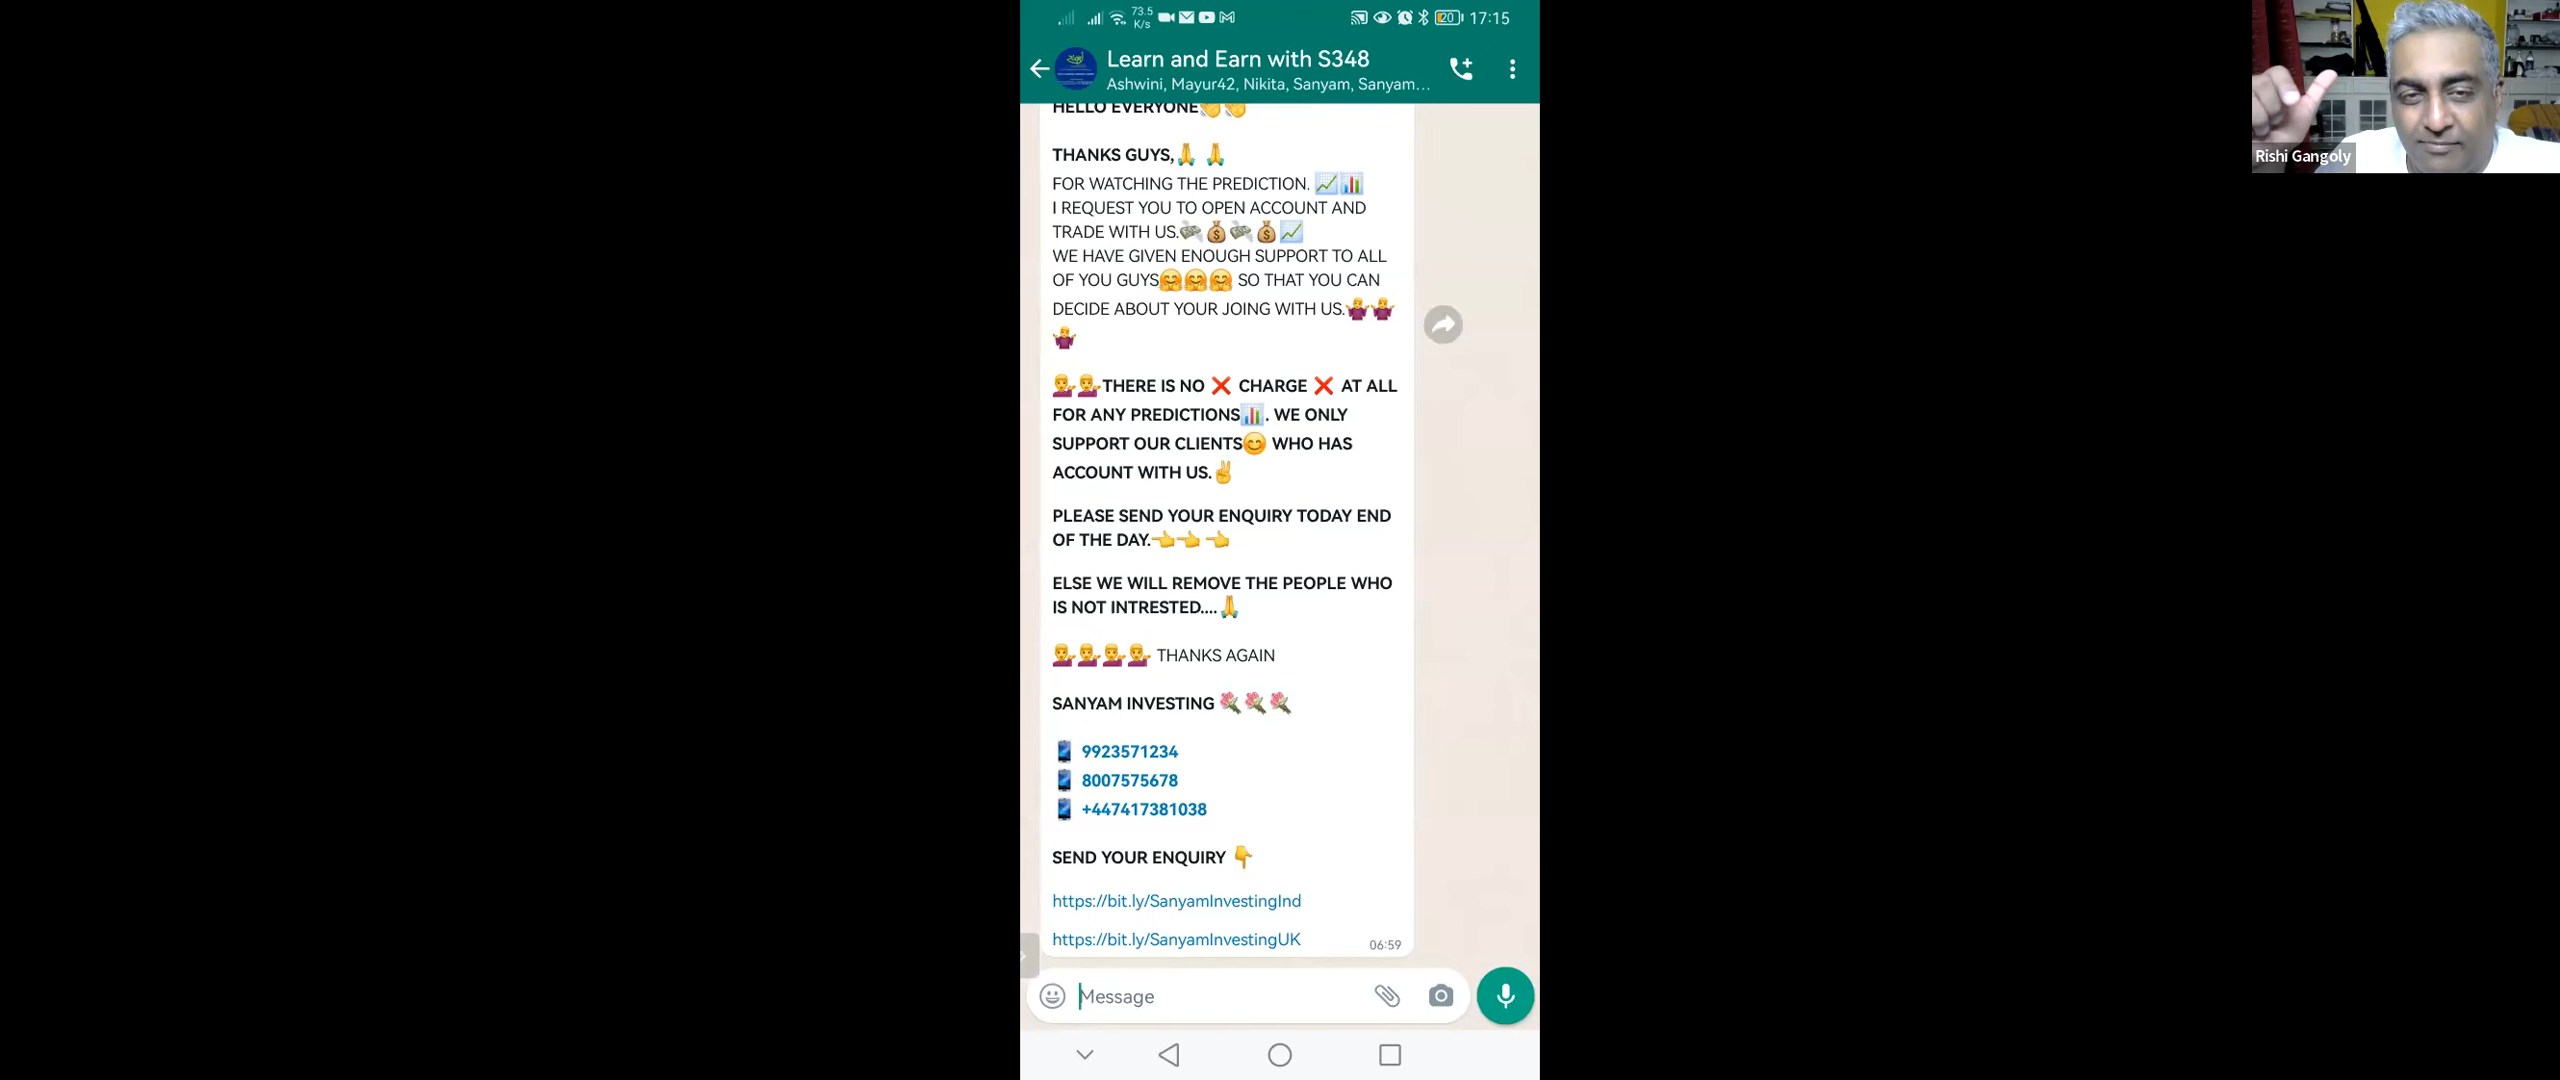 73.5
K/s
20 17:15
Learn and Earn with S348
Ashwini, Mayur42, Nikita, Sanyam, Sanyam...
HELLO EVERYONE👏👏
THANKS GUYS,🙏 🙏
FOR WATCHING THE PREDICTION. 📈📊
I REQUEST YOU TO OPEN ACCOUNT AND
TRADE WITH US.💸💰💸💰📈
WE HAVE GIVEN ENOUGH SUPPORT TO ALL
OF YOU GUYS🤗🤗🤗 SO THAT YOU CAN
DECIDE ABOUT YOUR JOING WITH US.🤷‍♂️🤷‍♂️
🤷‍♂️
💁‍♂️💁‍♂️THERE IS NO ❌ CHARGE ❌ AT ALL
FOR ANY PREDICTIONS📊. WE ONLY
SUPPORT OUR CLIENTS😊 WHO HAS
ACCOUNT WITH US.✌️
PLEASE SEND YOUR ENQUIRY TODAY END
OF THE DAY.👈👈 👈
ELSE WE WILL REMOVE THE PEOPLE WHO
IS NOT INTRESTED....🙏
💁‍♂️💁‍♂️💁‍♂️💁‍♂️ THANKS AGAIN
SANYAM INVESTING 💐💐💐
📱 9923571234
📱 8007575678
📱 +447417381038
SEND YOUR ENQUIRY 👇
https://bit.ly/SanyamInvestingInd
https://bit.ly/SanyamInvestingUK
06:59
Message
Rishi Gangoly